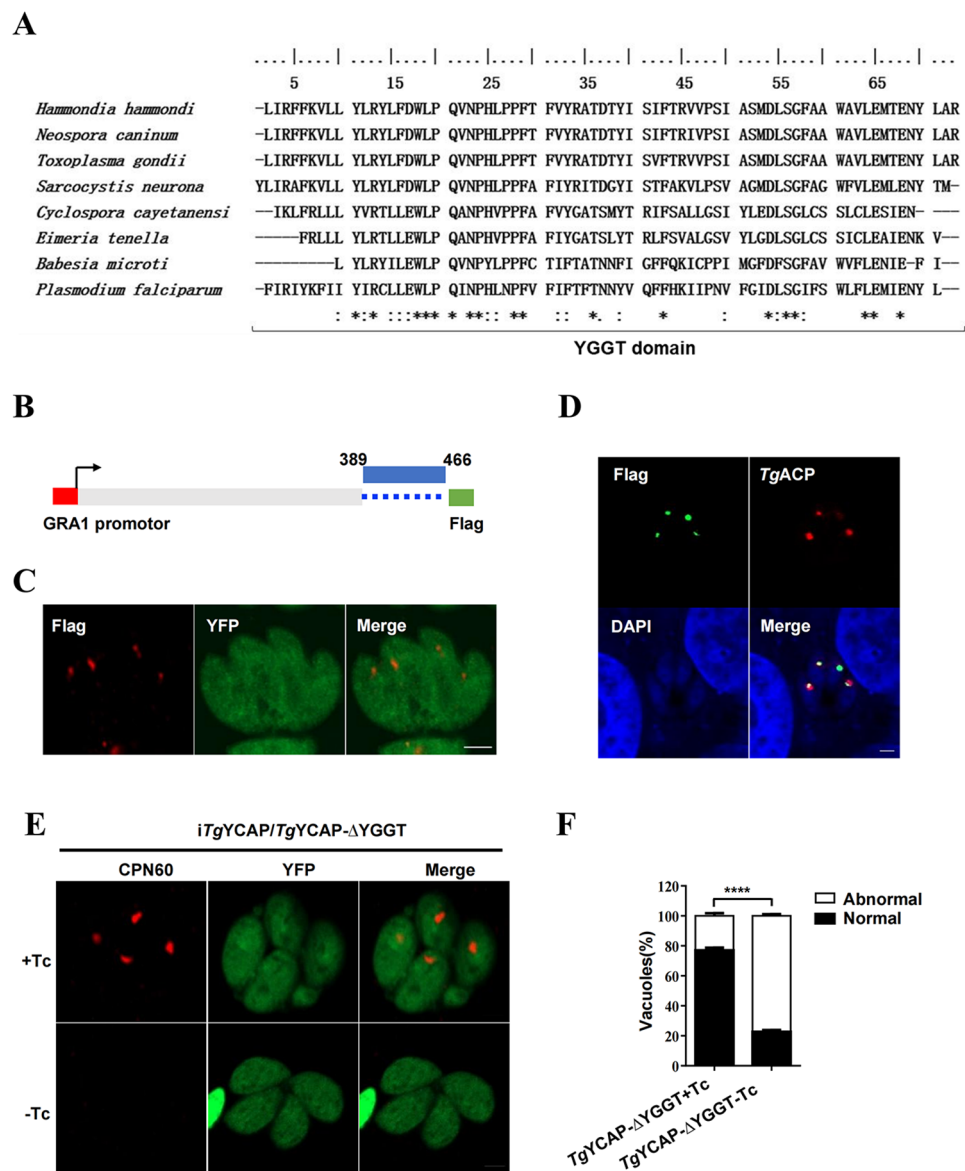 A
....|....|....|....|....|....|....|....|....|....|....|....|....|....|...
5 15 25 35 45 55 65
Hammondia hammondi -LIRFFKVLL YLRYLFDWLP QVNPHLPPFT FVYRATDTYI SIFTRVVPSI ASMDLSGFAA WAVLEMTENY LAR
Neospora caninum -LIRFFKVLL YLRYLFDWLP QVNPHLPPFT FVYRATDTYI SIFTRIVPSI ASMDLSGFAA WAVLEMTENY LAR
Toxoplasma gondii -LIRFFKVLL YLRYLFDWLP QVNPHLPPFT FVYRATDTYI SVFTRIVPSI ASMDLSGFAA WAVLEMTENY LAR
Sarcocystis neurona YLIRAFKVLL YLRYLFDWLP QVNPHLPPFA FIYRITDGYI STFAKVLPSV AGMDLSGFAG WFVLEMLENY TM-
Cyclospora cayetanensi --IKLFRLLL YVRTLLEWLP QANPHVPPFA FVYGATSMYT RIFSALLGSI YLEDLSGLCS SLCLESIEN- ---
Eimeria tenella -----FRLLL YLRTLLEWLP QANPHVPPFA FIYGATSLYT RLFSVALGSV YLGDLSGLCS SICLEAIENK V--
Babesia microti ---------L YLRYILEWLP QVNPYLPPFC TIFTATNNFI GFFQKICPPI MGFDFSGFAV WVFLENIE-F I--
Plasmodium falciparum -FIRIYKFII YIRCLLEWLP QINPHLNPFV FIFTFTNNYV QFFHKIIPNV FGIDLSGIFS WLFLEMIENY L--
: *:*: :::*** * **:: ** :: *. : * : *:**: ** *
YGGT domain
B
389 466
GRA1 promotor Flag
C
Flag YFP Merge
D
Flag TgACP
DAPI Merge
E
iTgYCAP/TgYCAP-ΔYGGT
CPN60 YFP Merge
+Tc
-Tc
F
****
Abnormal
Normal
Vacuoles(%)
120
100
80
60
40
20
0
TgYCAP-ΔYGGT+Tc
TgYCAP-ΔYGGT-Tc